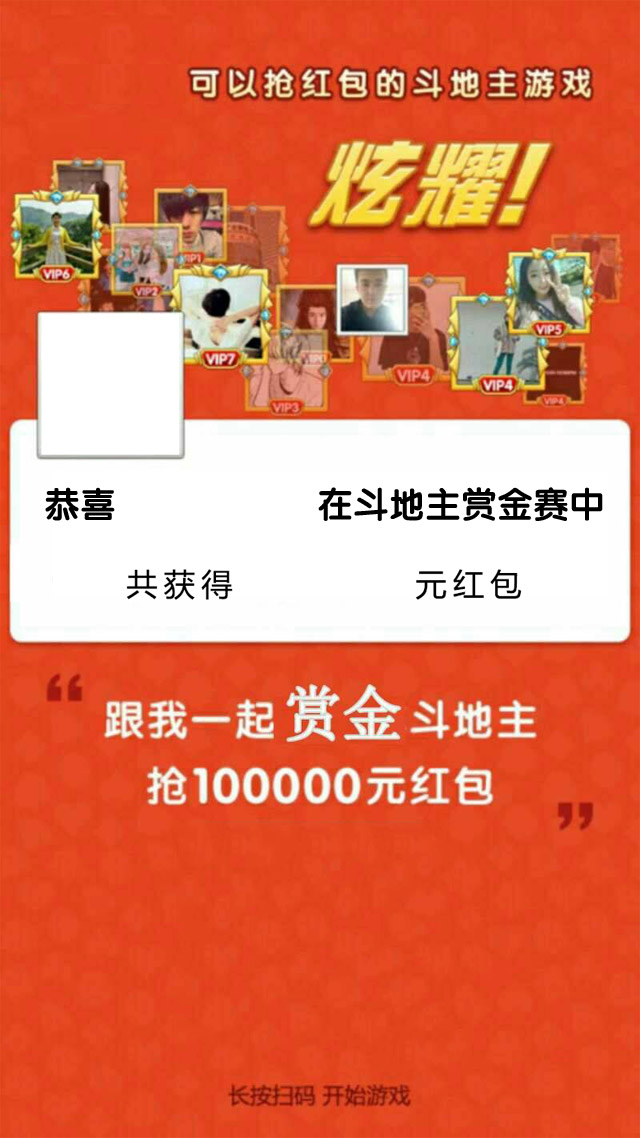 可以抢红包的斗地主游戏
炫耀!
VIP6
VIP2
VIP1
VIP7
VIP3
VIP4
VIP4
VIP5
恭喜 在斗地主赏金赛中
共获得 元红包
“跟我一起赏金斗地主
抢100000元红包”
长按扫码 开始游戏